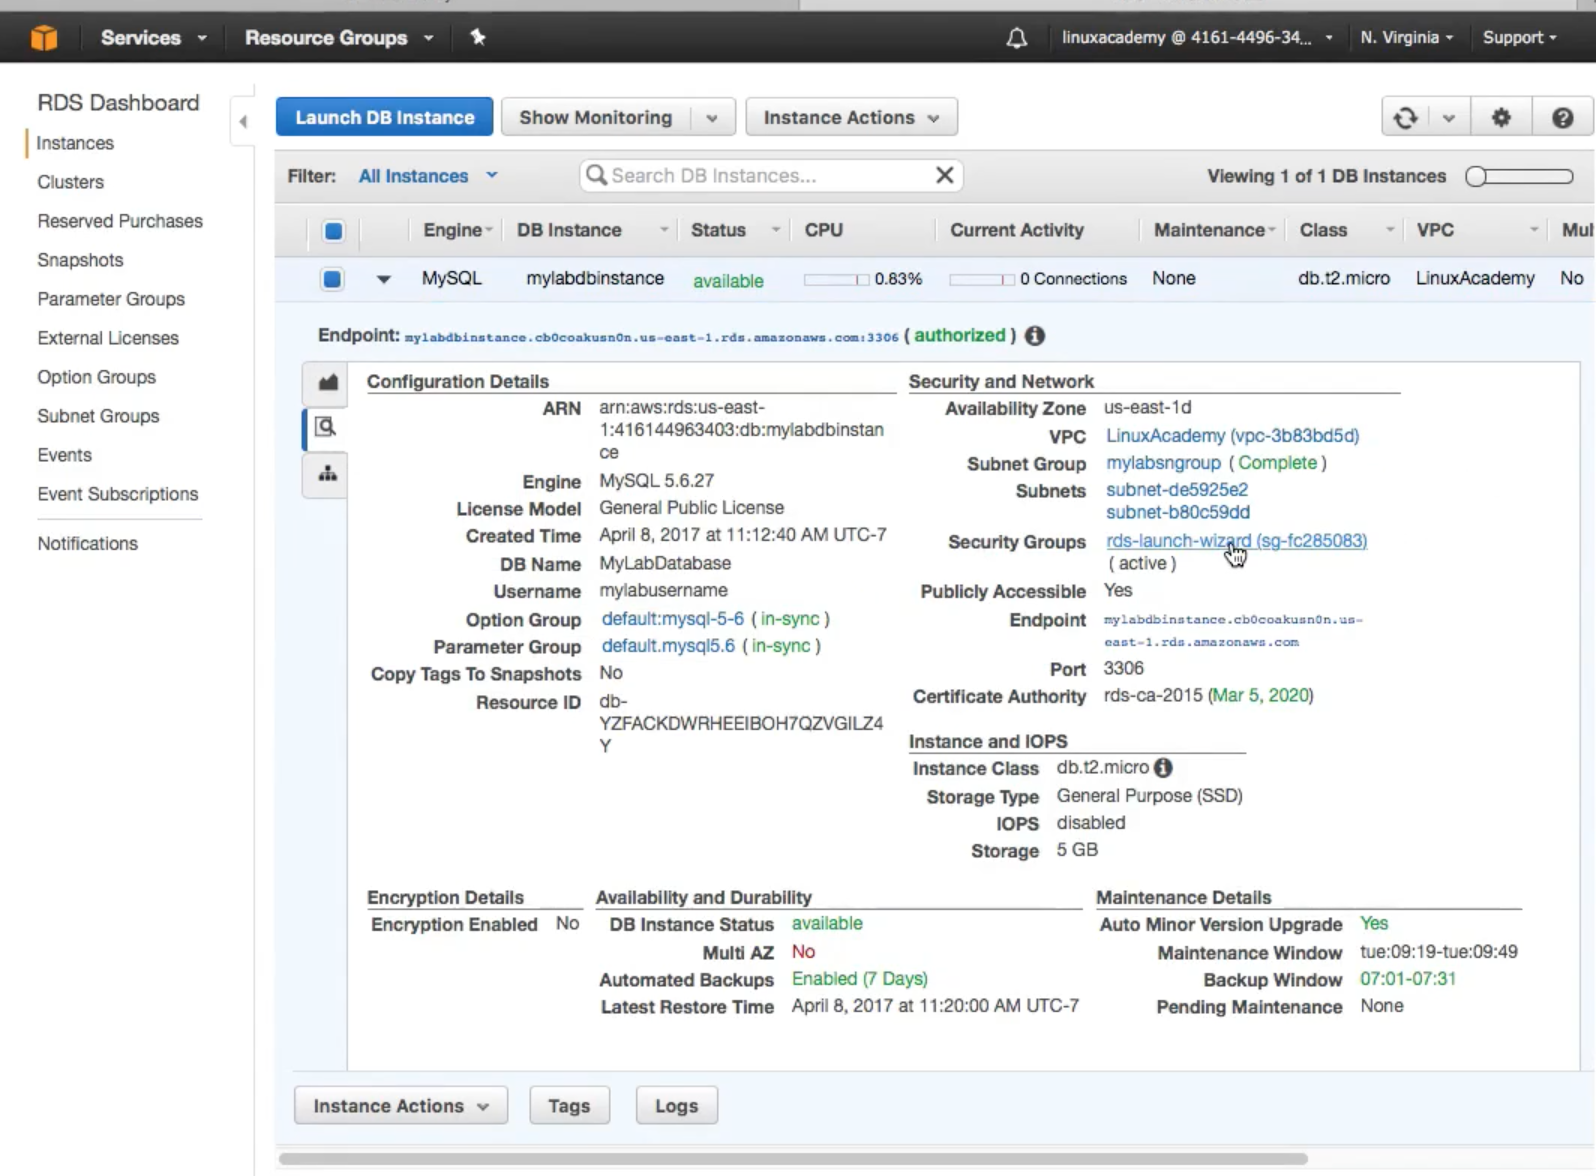 Services
Resource Groups
linuxacademy @ 4161-4496-34...
N. Virginia
Support
RDS Dashboard
Instances
Clusters
Reserved Purchases
Snapshots
Parameter Groups
External Licenses
Option Groups
Subnet Groups
Events
Event Subscriptions
Notifications
Launch DB Instance
Show Monitoring
Instance Actions
Filter: All Instances
Search DB Instances...
Viewing 1 of 1 DB Instances
Engine DB Instance Status CPU Current Activity Maintenance Class VPC Mul
MySQL mylabdbinstance available 0.83% 0 Connections None db.t2.micro LinuxAcademy No
Endpoint: mylabdbinstance.cb0coakusn0n.us-east-1.rds.amazonaws.com:3306 ( authorized )
Configuration Details
ARN arn:aws:rds:us-east-
1:416144963403:db:mylabdbinstan
ce
Engine MySQL 5.6.27
License Model General Public License
Created Time April 8, 2017 at 11:12:40 AM UTC-7
DB Name MyLabDatabase
Username mylabusername
Option Group default:mysql-5-6 ( in-sync )
Parameter Group default.mysql5.6 ( in-sync )
Copy Tags To Snapshots No
Resource ID db-
YZFACKDWRHEEIBOH7QZVGILZ4
Y
Security and Network
Availability Zone us-east-1d
VPC LinuxAcademy (vpc-3b83bd5d)
Subnet Group mylabsngroup ( Complete )
Subnets subnet-de5925e2
subnet-b80c59dd
Security Groups rds-launch-wizard (sg-fc285083)
( active )
Publicly Accessible Yes
Endpoint mylabdbinstance.cb0coakusn0n.us-
east-1.rds.amazonaws.com
Port 3306
Certificate Authority rds-ca-2015 (Mar 5, 2020)
Instance and IOPS
Instance Class db.t2.micro
Storage Type General Purpose (SSD)
IOPS disabled
Storage 5 GB
Encryption Details
Encryption Enabled No
Availability and Durability
DB Instance Status available
Multi AZ No
Automated Backups Enabled (7 Days)
Latest Restore Time April 8, 2017 at 11:20:00 AM UTC-7
Maintenance Details
Auto Minor Version Upgrade Yes
Maintenance Window tue:09:19-tue:09:49
Backup Window 07:01-07:31
Pending Maintenance None
Instance Actions
Tags
Logs